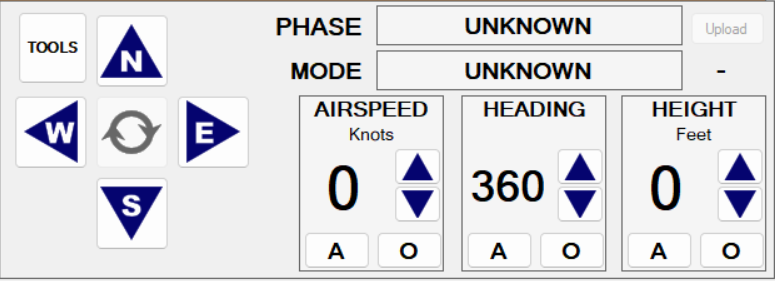 TOOLS
N
W
E
S
PHASE UNKNOWN Upload
MODE UNKNOWN -
AIRSPEED
Knots
0
A O
HEADING
360
A O
HEIGHT
Feet
0
A O